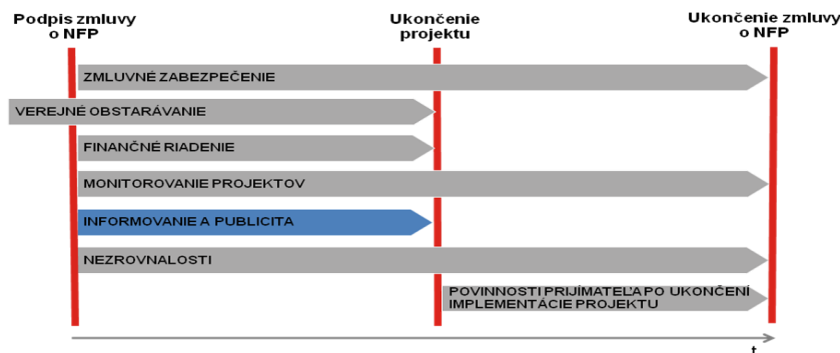 Podpis zmluvy
o NFP
Ukončenie
projektu
Ukončenie zmluvy
o NFP
ZMLUVNÉ ZABEZPEČENIE
VEREJNÉ OBSTARÁVANIE
FINANČNÉ RIADENIE
MONITOROVANIE PROJEKTOV
INFORMOVANIE A PUBLICITA
NEZROVNALOSTI
POVINNOSTI PRIJÍMATEĽA PO UKONČENÍ
IMPLEMENTÁCIE PROJEKTU
t